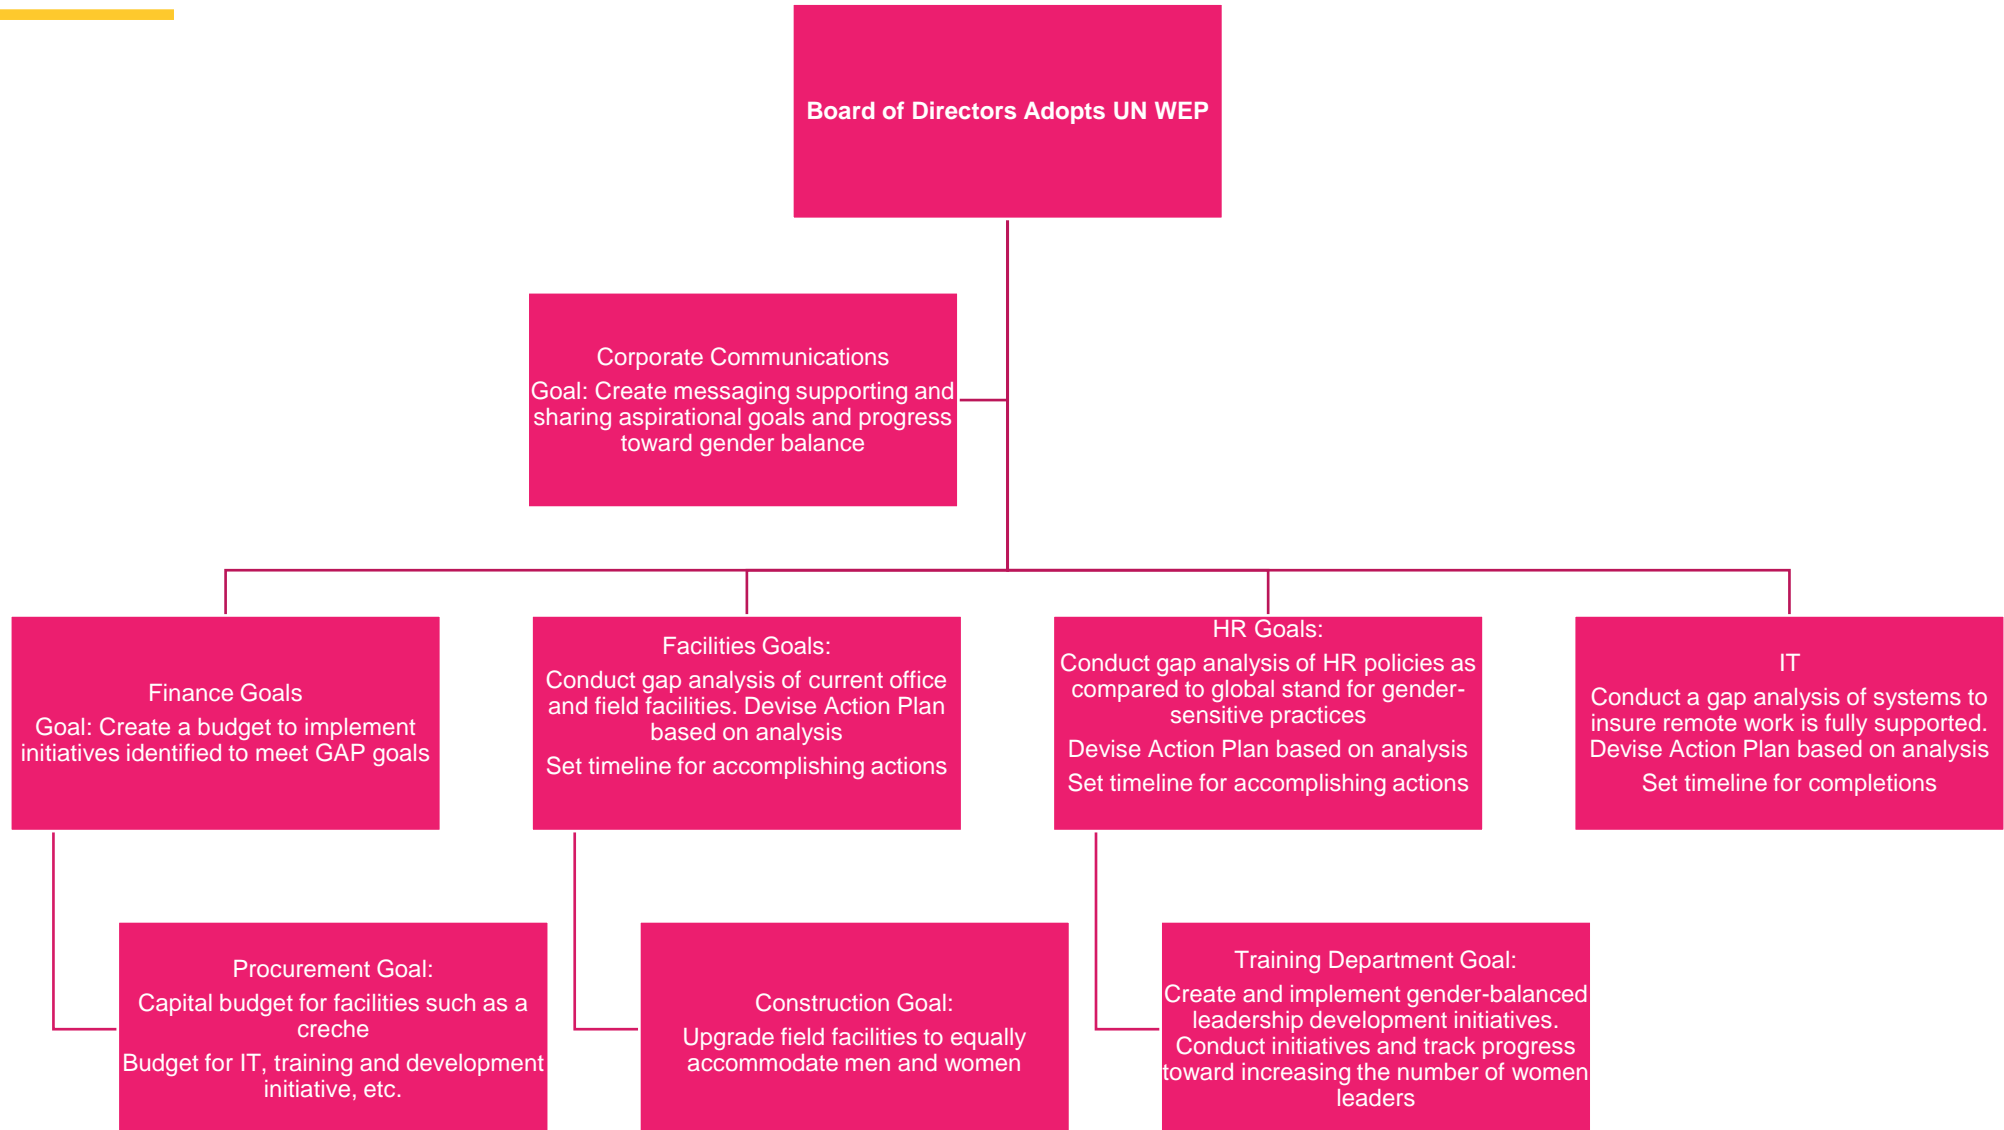 Board of Directors Adopts UN WEP
Corporate Communications
Goal: Create messaging supporting and
sharing aspirational goals and progress
toward gender balance
Finance Goals
Goal: Create a budget to implement
initiatives identified to meet GAP goals
Facilities Goals:
Conduct gap analysis of current office
and field facilities. Devise Action Plan
based on analysis
Set timeline for accomplishing actions
HR Goals:
Conduct gap analysis of HR policies as
compared to global stand for gender-
sensitive practices
Devise Action Plan based on analysis
Set timeline for accomplishing actions
IT
Conduct a gap analysis of systems to
insure remote work is fully supported.
Devise Action Plan based on analysis
Set timeline for completions
Procurement Goal:
Capital budget for facilities such as a
creche
Budget for IT, training and development
initiative, etc.
Construction Goal:
Upgrade field facilities to equally
accommodate men and women
Training Department Goal:
Create and implement gender-balanced
leadership development initiatives.
Conduct initiatives and track progress
toward increasing the number of women
leaders